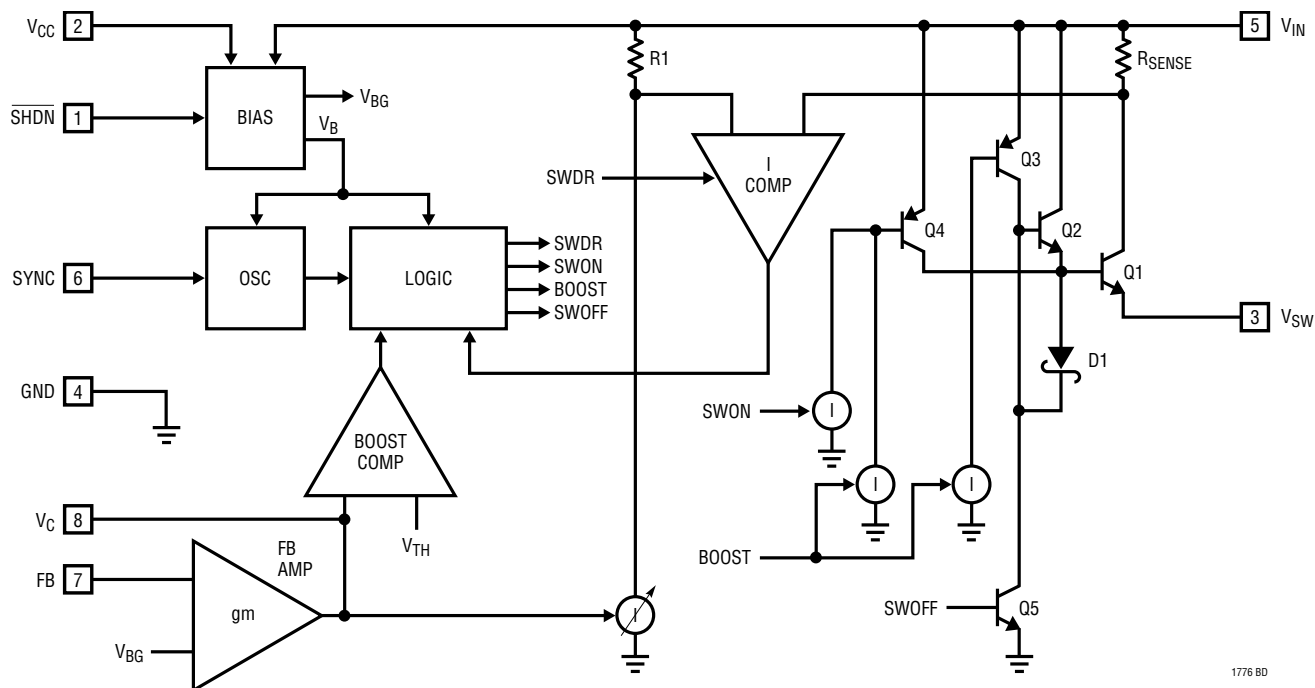 VCC 2
SHDN 1
BIAS
VBG
VB
SYNC 6
OSC
LOGIC
SWDR
SWON
BOOST
SWOFF
GND 4
BOOST
COMP
VTH
VC 8
FB 7
FB
AMP
gm
VBG
I
R1
SWDR
I
COMP
5 VIN
RSENSE
Q3
Q4
Q2
Q1
3 VSW
D1
SWON
I
I
I
BOOST
SWOFF
Q5
1776 BD